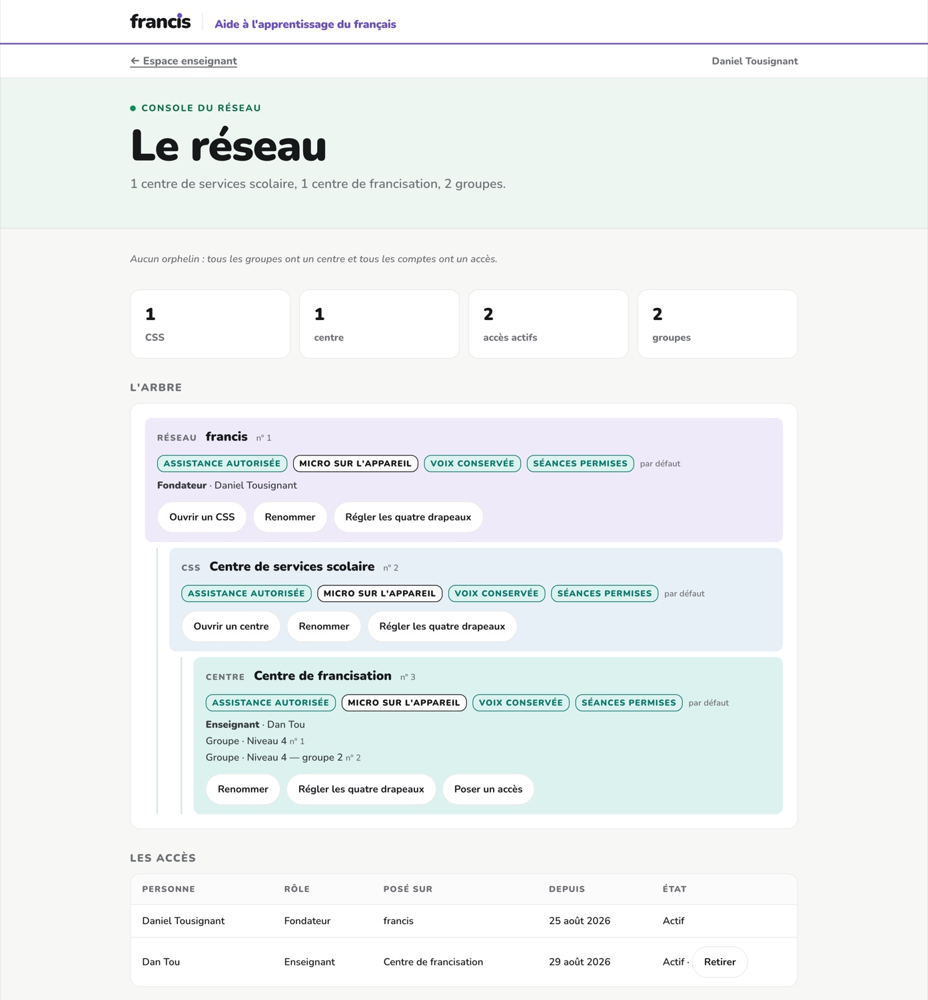 francis
Aide à l'apprentissage du français
← Espace enseignant
Daniel Tousignant
CONSOLE DU RÉSEAU
Le réseau
1 centre de services scolaire, 1 centre de francisation, 2 groupes.
Aucun orphelin : tous les groupes ont un centre et tous les comptes ont un accès.
1
CSS
1
centre
2
accès actifs
2
groupes
L'ARBRE
RÉSEAU francis n° 1
ASSISTANCE AUTORISÉE MICRO SUR L'APPAREIL VOIX CONSERVÉE SÉANCES PERMISES par défaut
Fondateur · Daniel Tousignant
Ouvrir un CSS Renommer Régler les quatre drapeaux
CSS Centre de services scolaire n° 2
ASSISTANCE AUTORISÉE MICRO SUR L'APPAREIL VOIX CONSERVÉE SÉANCES PERMISES par défaut
Ouvrir un centre Renommer Régler les quatre drapeaux
CENTRE Centre de francisation n° 3
ASSISTANCE AUTORISÉE MICRO SUR L'APPAREIL VOIX CONSERVÉE SÉANCES PERMISES par défaut
Enseignant · Dan Tou
Groupe · Niveau 4 n° 1
Groupe · Niveau 4 — groupe 2 n° 2
Renommer Régler les quatre drapeaux Poser un accès
LES ACCÈS
PERSONNE RÔLE POSÉ SUR DEPUIS ÉTAT
Daniel Tousignant Fondateur francis 25 août 2026 Actif
Dan Tou Enseignant Centre de francisation 29 août 2026 Actif · Retirer